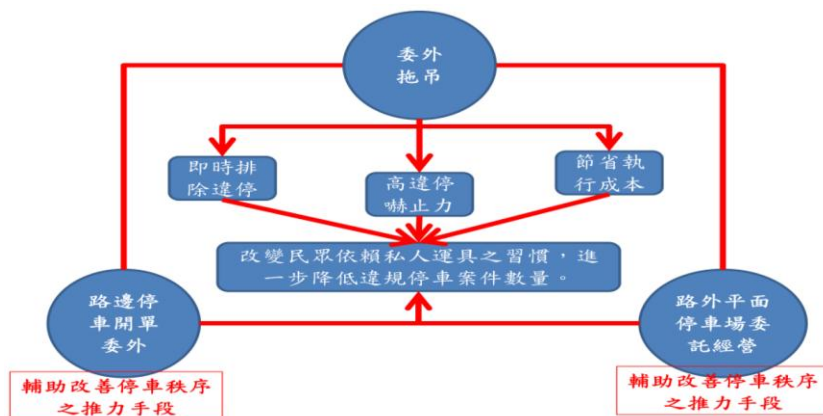 委外
拖吊
即時排
除違停
高違停
嚇止力
節省執
行成本
改變民眾依賴私人運具之習慣，進
一步降低違規停車案件數量。
路邊停
車開單
委外
路外平面
停車場委
託經營
輔助改善停車秩序
之推力手段
輔助改善停車秩序
之推力手段